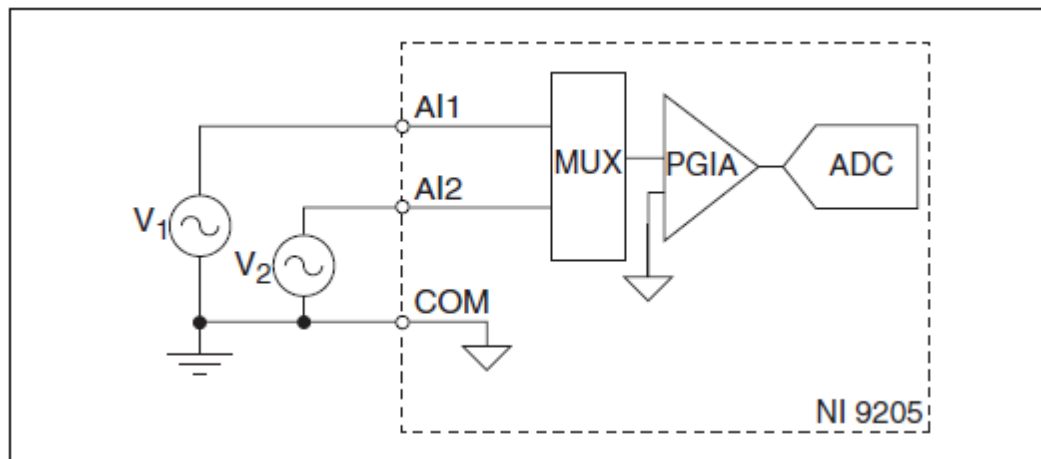 AI1
MUX
PGIA
ADC
AI2
V1
V2
COM
NI 9205